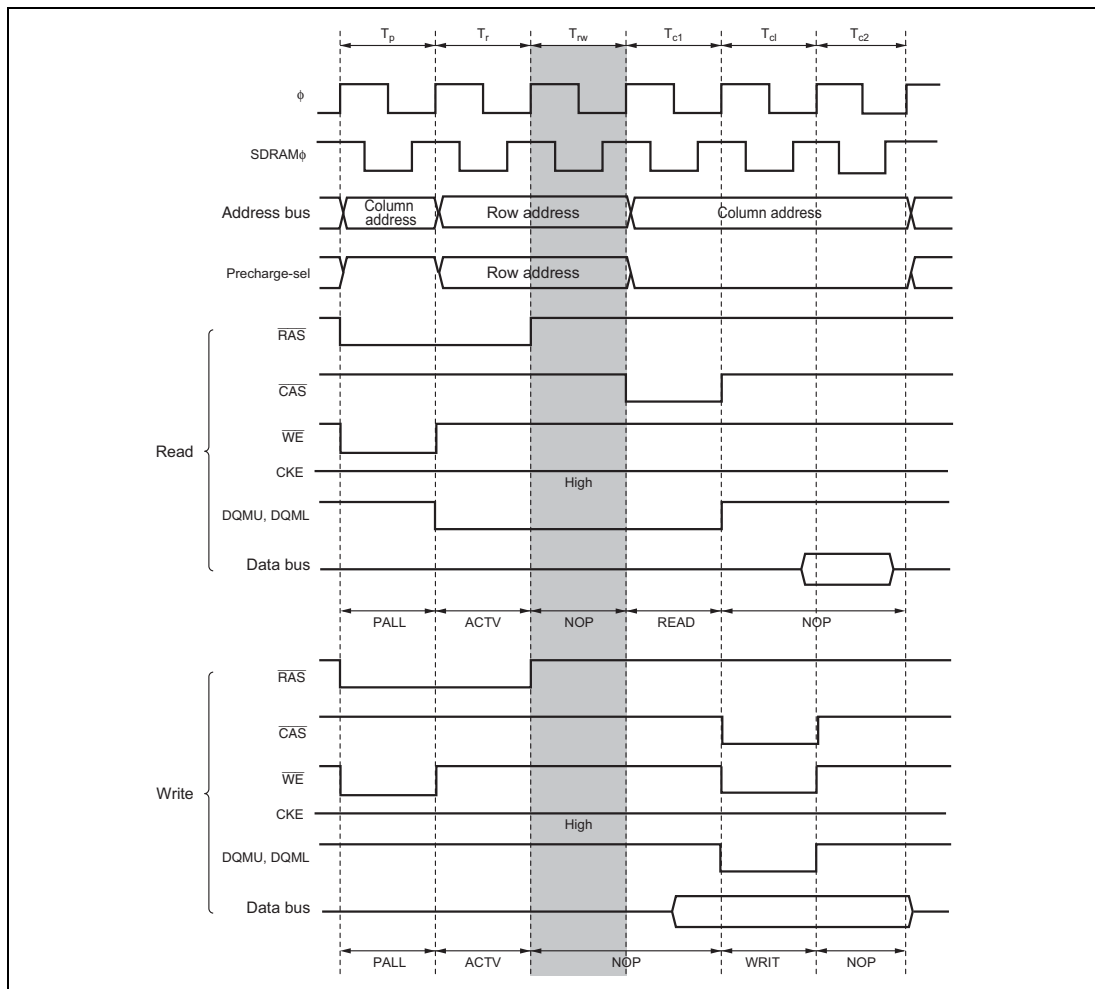 Tp Tr Trw Tc1 Tcl Tc2
ϕ
SDRAMϕ
Address bus Column address Row address Column address
Precharge-sel Row address
Read
RAS
CAS
WE
CKE High
DQMU, DQML
Data bus
PALL ACTV NOP READ NOP
Write
RAS
CAS
WE
CKE High
DQMU, DQML
Data bus
PALL ACTV NOP WRIT NOP